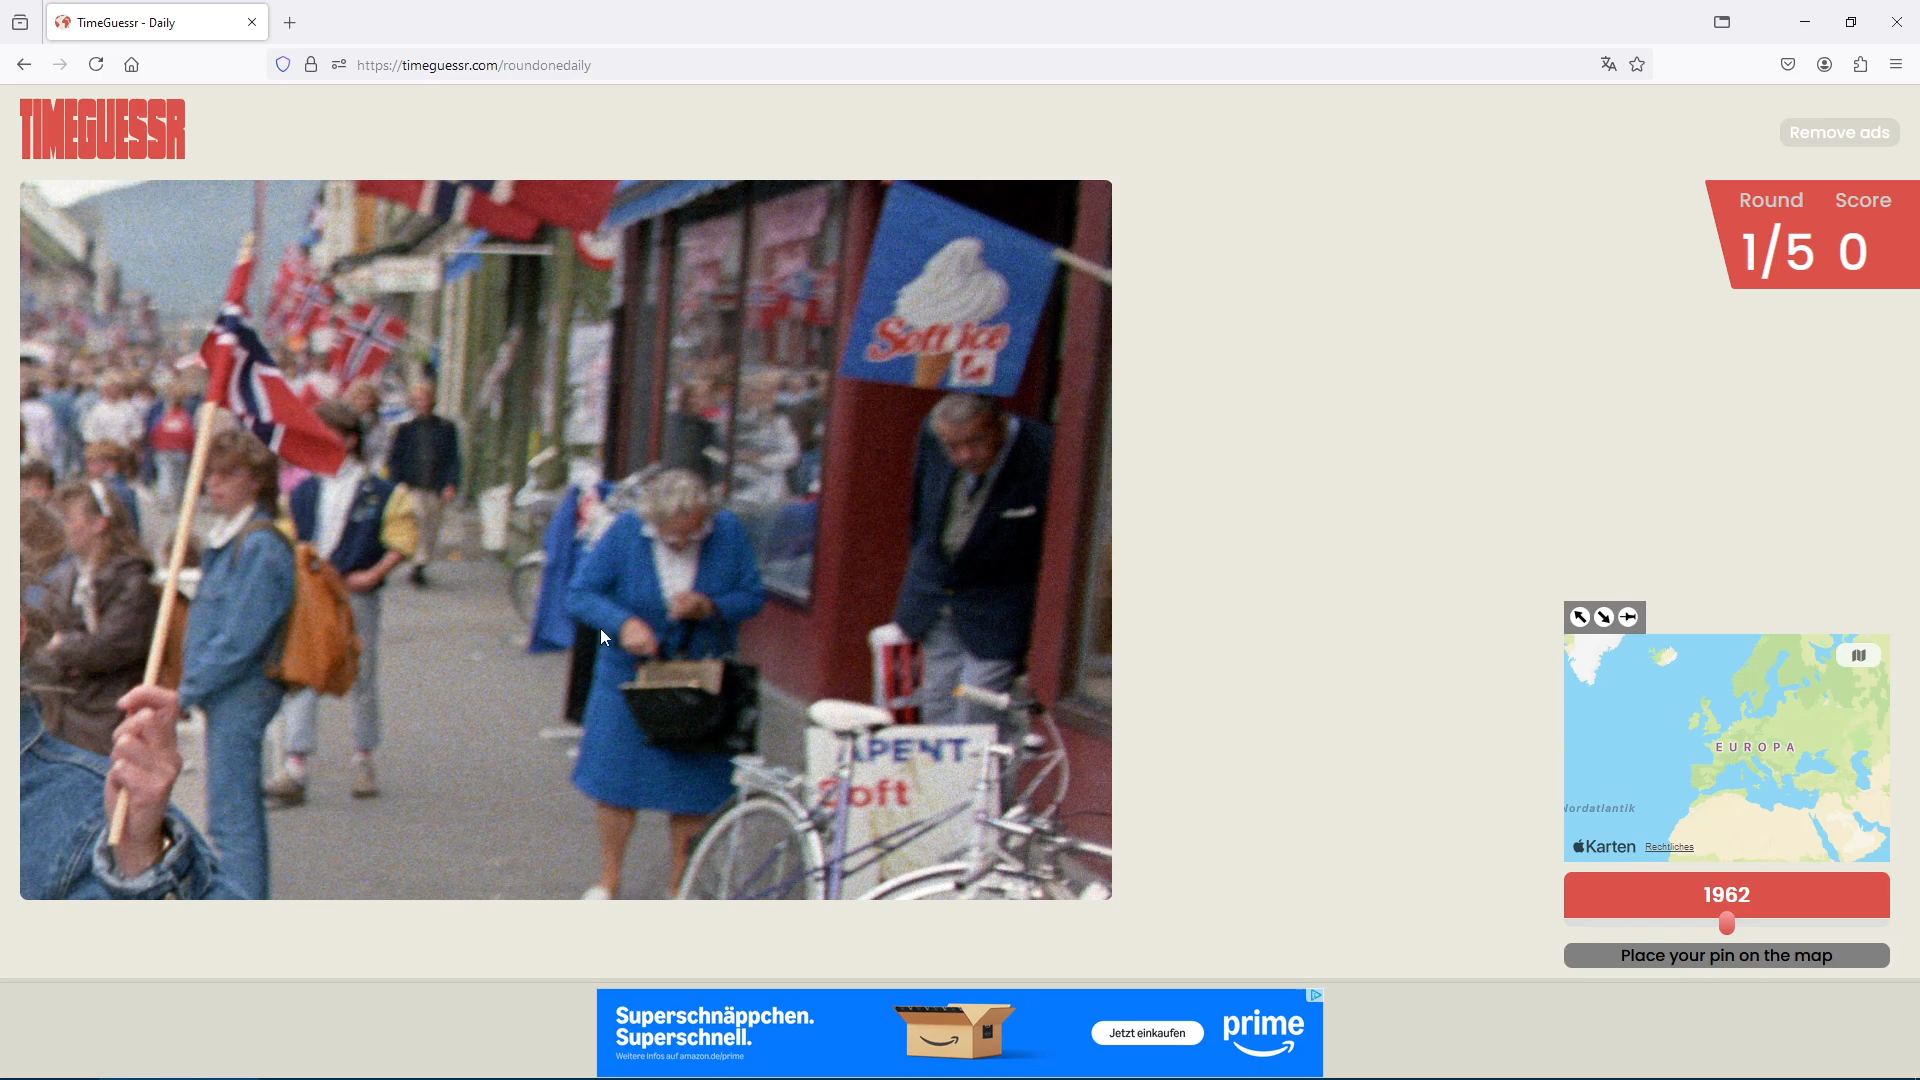 TimeGuessr - Daily
https://timeguessr.com/roundonedaily
TIMEGUESSR
Remove ads
Round Score
1/5 0
Soft ice
ÅPENT
Soft
EUROPA
Nordatlantik
Karten Rechtliches
1962
Place your pin on the map
Superschnäppchen.
Superschnell.
Weitere Infos auf amazon.de/prime
Jetzt einkaufen
prime